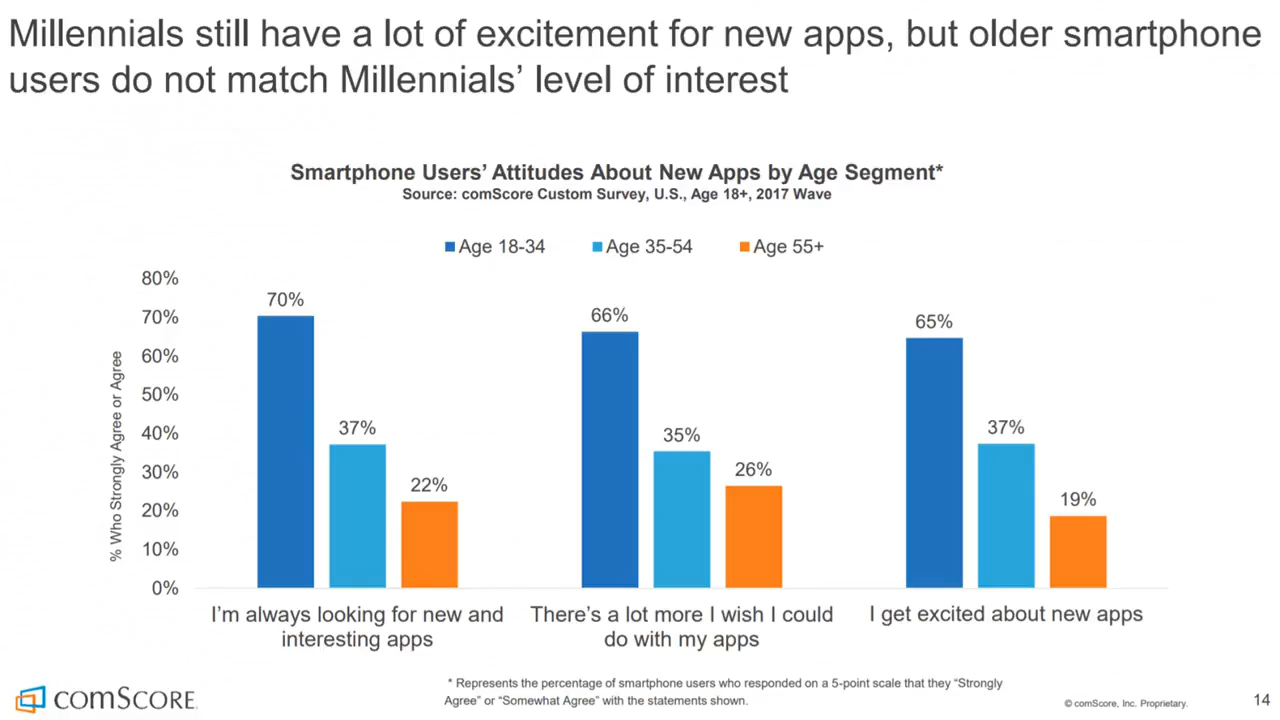 Millennials still have a lot of excitement for new apps, but older smartphone
users do not match Millennials’ level of interest
Smartphone Users’ Attitudes About New Apps by Age Segment*
Source: comScore Custom Survey, U.S., Age 18+, 2017 Wave
Age 18-34 Age 35-54 Age 55+
% Who Strongly Agree or Agree
80%
70%
60%
50%
40%
30%
20%
10%
0%
70%
37%
22%
66%
35%
26%
65%
37%
19%
I’m always looking for new and
interesting apps
There’s a lot more I wish I could
do with my apps
I get excited about new apps
* Represents the percentage of smartphone users who responded on a 5-point scale that they “Strongly
Agree” or “Somewhat Agree” with the statements shown.
comScore
© comScore, Inc. Proprietary.
14